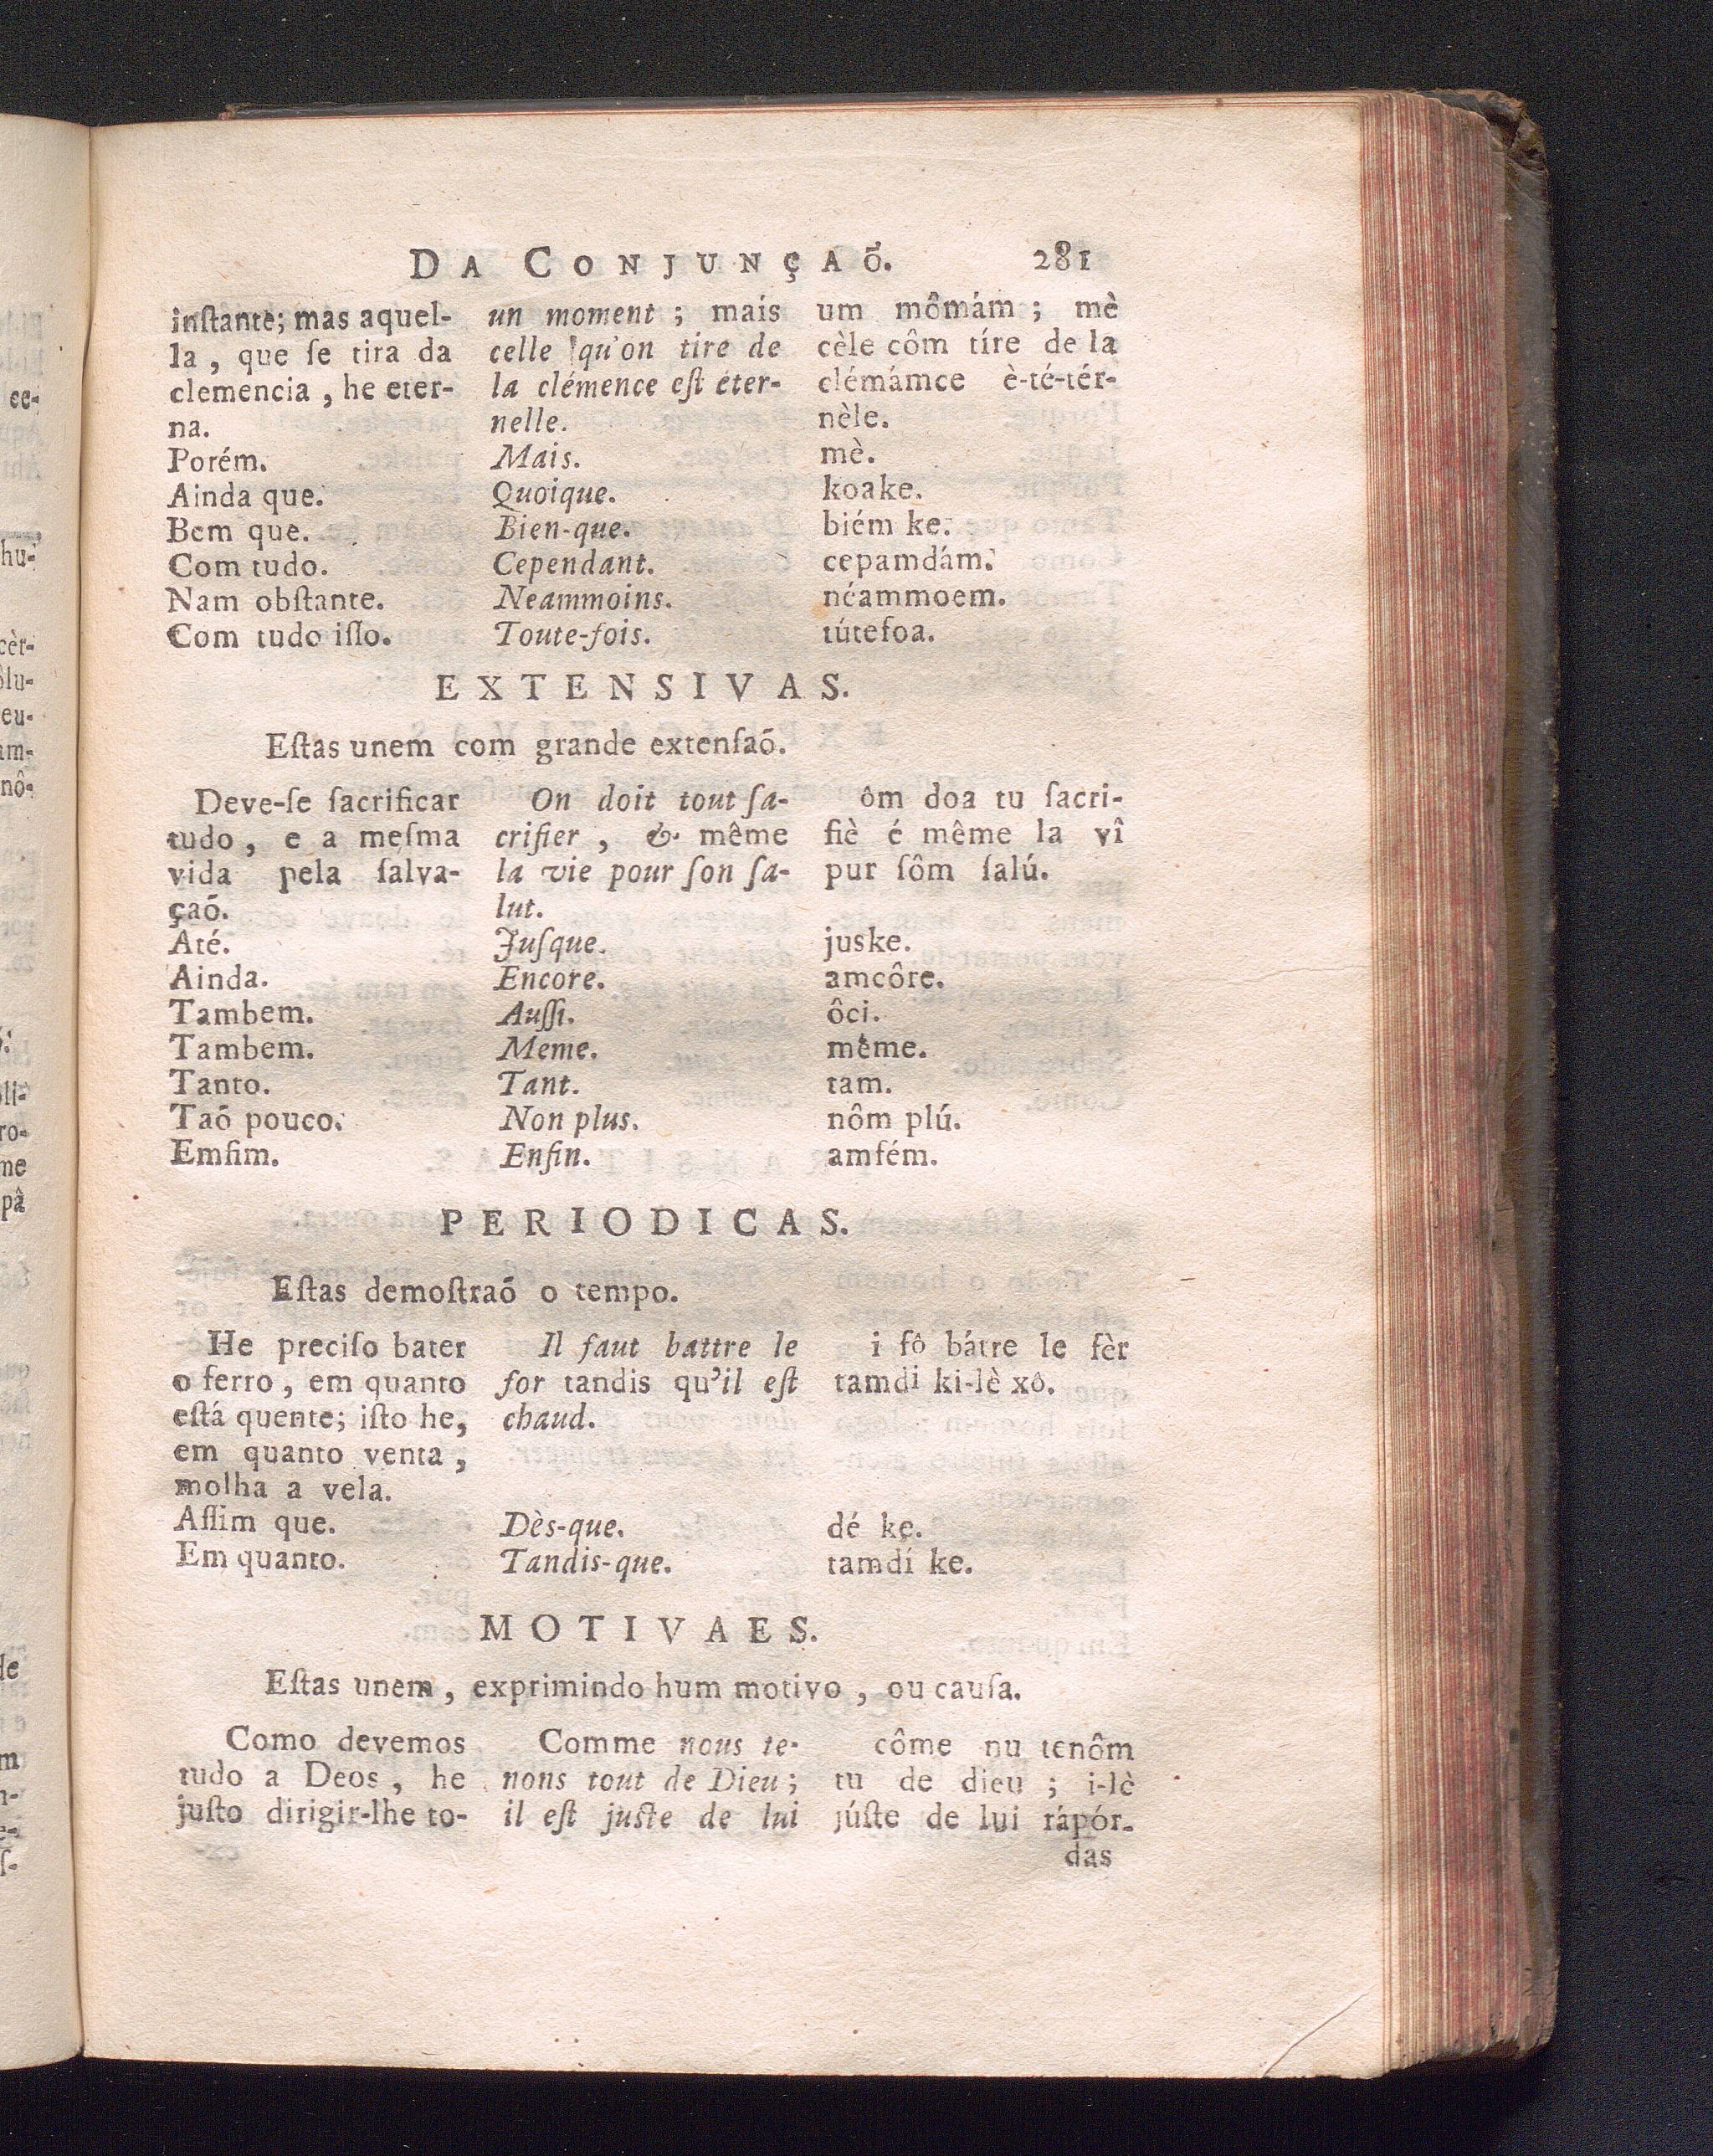 DA CONJUNÇAÕ. 281
inſtante; mas aquel- un moment ; mais um mômám ; mè
la , que ſe tira da celle qu'on tire de cèle côm tíre de la
clemencia , he eter- la clémence eſt éter- clémámce è-té-tér-
na. nelle. nèle.
Porém. Mais. mè.
Ainda que. Quoique. koake.
Bem que. Bien-que. biém ke.
Com tudo. Cependant. cepamdám.
Nam obſtante. Neammoins. néammoem.
Com tudo iſſo. Toute-fois. tútefoa.
EXTENSIVAS.
Eſtas unem com grande extenſaõ.
Deve-ſe ſacrificar On doit tout ſa- ôm doa tu ſacri-
tudo , e a meſma crifier , & même fiè é même la vî
vida pela ſalva- la vie pour ſon ſa- pur ſôm ſalú.
çaõ. lut.
Até. Juſque. juske.
Ainda. Encore. amcôre.
Tambem. Auſſi. ôci.
Tambem. Meme. même.
Tanto. Tant. tam.
Taõ pouco. Non plus. nôm plú.
Emfim. Enfin. amfém.
PERIODICAS.
Eſtas demoſtraõ o tempo.
He preciſo bater Il faut battre le i fô bátre le fèr
o ferro , em quanto for tandis qu'il eſt tamdi ki-lè xô.
eſtá quente; iſto he, chaud.
em quanto venta ,
molha a vela.
Aſſim que. Dès-que. dé ke.
Em quanto. Tandis-que. tamdí ke.
MOTIVAES.
Eſtas unem , exprimindo hum motivo , ou cauſa.
Como devemos Comme nous te- côme nu tenôm
tudo a Deos , he nons tout de Dieu ; tu de dieu ; i-lè
juſto dirigir-lhe to- il eſt juſte de lui júſte de lui rápór-
das